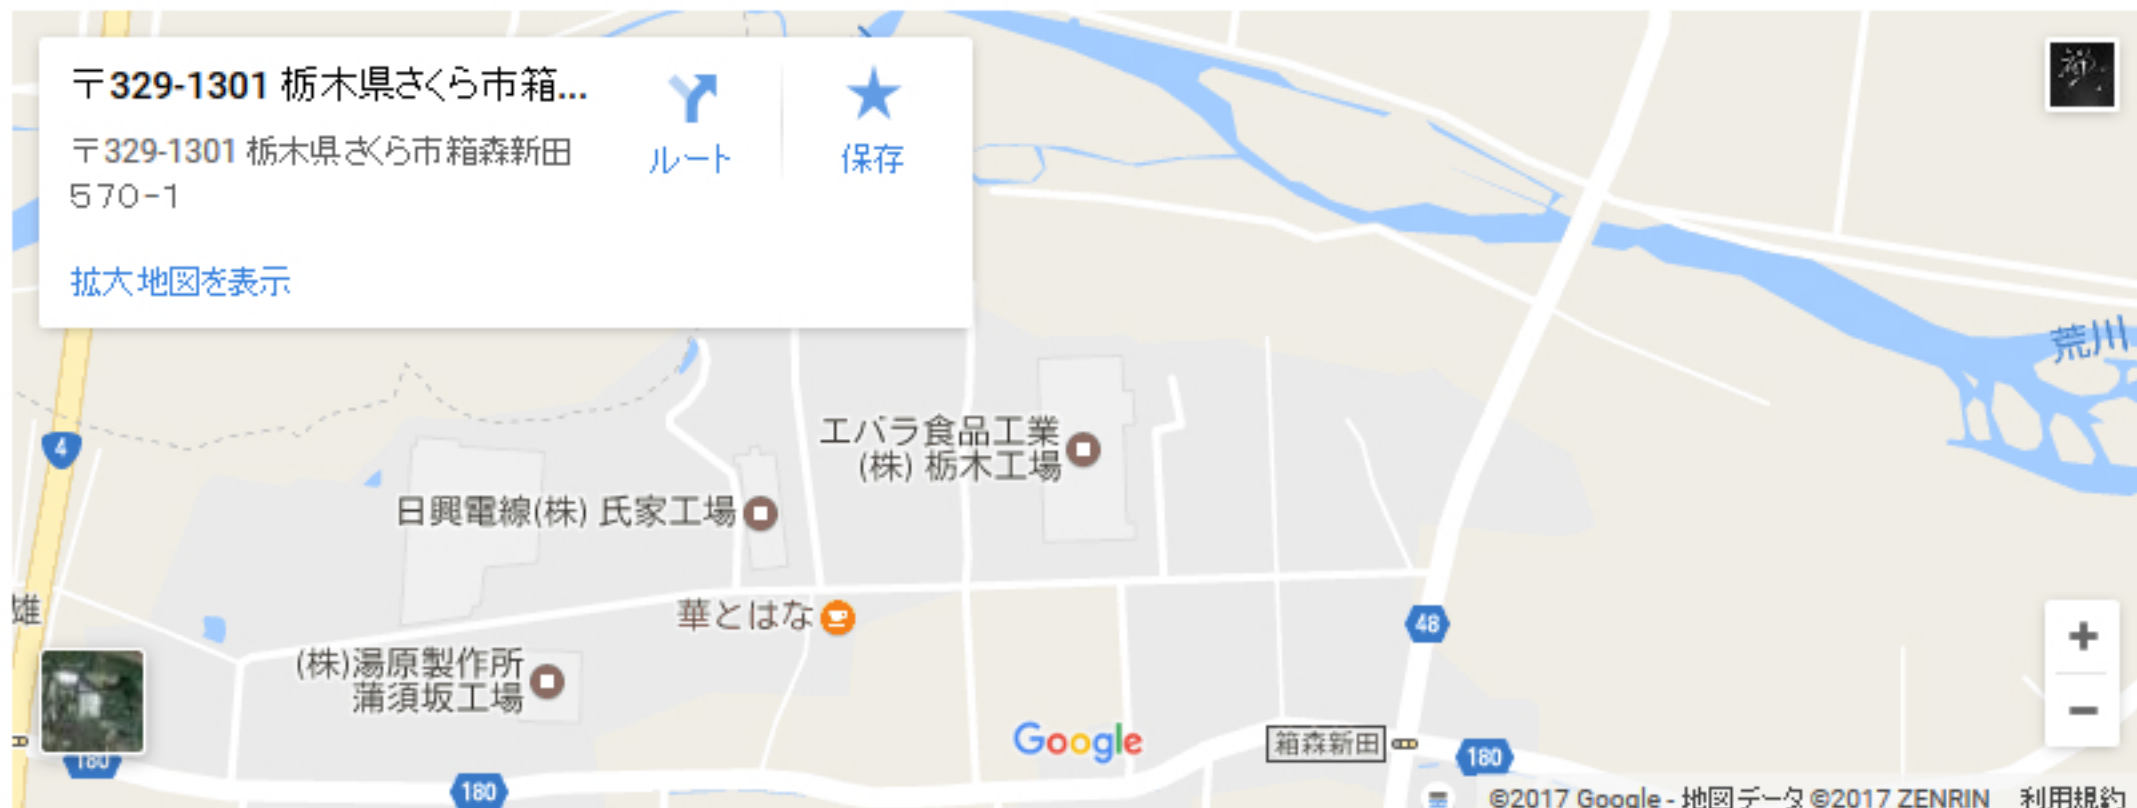 〒329-1301 栃木県さくら市箱...
〒329-1301 栃木県さくら市箱森新田
570-1
ルート
保存
拡大地図を表示
荒川
4
エバラ食品工業
(株) 栃木工場
日興電線(株) 氏家工場
雄
華とはな
48
(株)湯原製作所
蒲須坂工場
Google
箱森新田
180
180
180
©2017 Google - 地図データ ©2017 ZENRIN 利用規約